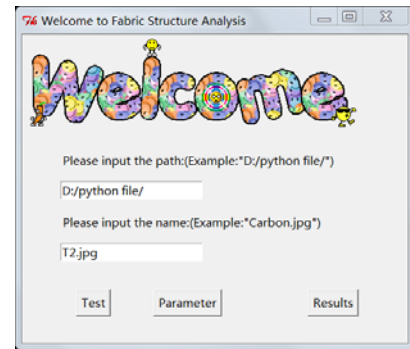 Welcome to Fabric Structure Analysis
Welcome
Please input the path:(Example:"D:/python file/")
D:/python file/
Please input the name:(Example:"Carbon.jpg")
T2.jpg
Test Parameter Results